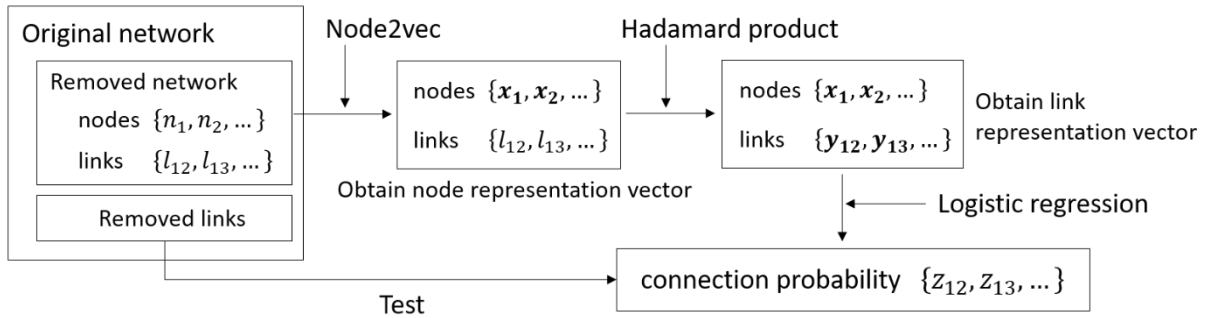 Original network
Removed network
nodes {n₁, n₂, …}
links {l₁₂, l₁₃, …}
Removed links
Node2vec
nodes {x₁, x₂, …}
links {l₁₂, l₁₃, …}
Obtain node representation vector
Hadamard product
nodes {x₁, x₂, …}
links {y₁₂, y₁₃, …}
Obtain link
representation vector
Logistic regression
connection probability {z₁₂, z₁₃, …}
Test